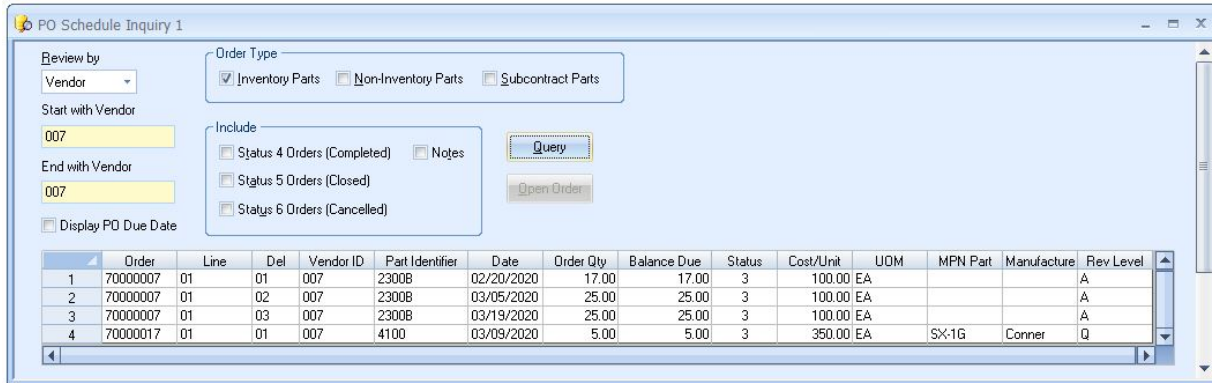 PO Schedule Inquiry 1
Review by
Vendor
Start with Vendor
007
End with Vendor
007
Display PO Due Date
Order Type
Inventory Parts Non-Inventory Parts Subcontract Parts
Include
Status 4 Orders (Completed) Notes
Status 5 Orders (Closed)
Status 6 Orders (Cancelled)
Query
Open Order
Order Line Del Vendor ID Part Identifier Date Order Qty Balance Due Status Cost/Unit UOM MPN Part Manufacture Rev Level
1 70000007 01 01 007 2300B 02/20/2020 17.00 17.00 3 100.00 EA A
2 70000007 01 02 007 2300B 03/05/2020 25.00 25.00 3 100.00 EA A
3 70000007 01 03 007 2300B 03/19/2020 25.00 25.00 3 100.00 EA A
4 70000017 01 01 007 4100 03/09/2020 5.00 5.00 3 350.00 EA SX-1G Conner Q